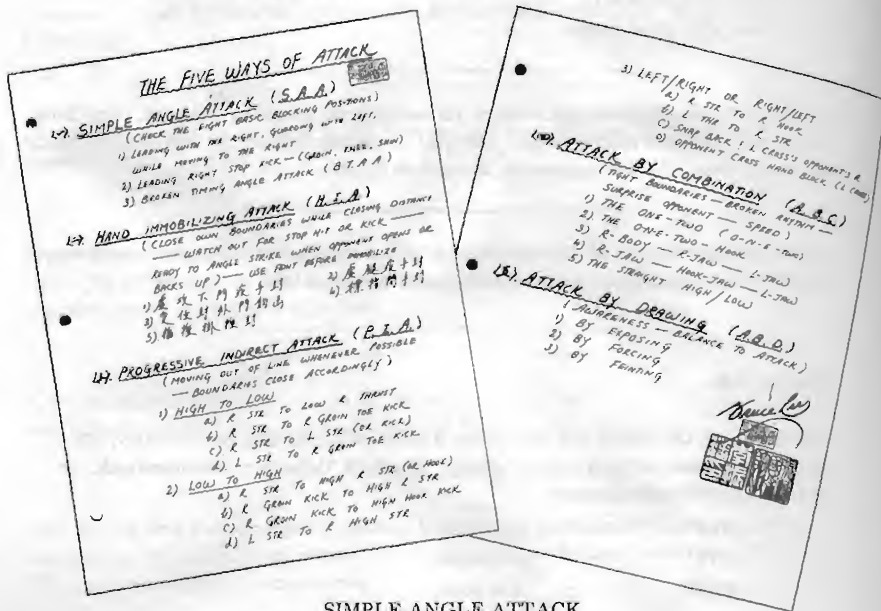 THE FIVE WAYS OF ATTACK
(一). SIMPLE ANGLE ATTACK (S.A.A.)
(CHECK THE EIGHT BASIC BLOCKING POSITIONS)
1) LEADING WITH THE RIGHT, GUARDING WITH LEFT,
WHILE MOVING TO THE RIGHT
2) LEADING RIGHT STOP KICK — (GROIN, KNEE, SHIN)
3) BROKEN TIMING ANGLE ATTACK (B.T.A.A)
(二). HAND IMMOBILIZING ATTACK (H.I.A.)
(CLOSE OWN BOUNDARIES WHILE CLOSING DISTANCE
— WATCH OUT FOR STOP HIT OR KICK —
READY TO ANGLE STRIKE WHEN OPPONENT OPENS OR
BACKS UP) — USE FEINT BEFORE IMMOBILIZE
1)
2)
3)
4)
5)
(三). PROGRESSIVE INDIRECT ATTACK (P.I.A.)
(MOVING OUT OF LINE WHENEVER POSSIBLE
— BOUNDARIES CLOSE ACCORDINGLY)
1) HIGH TO LOW
a) R STR TO LOW R THRUST
b) R STR TO R GROIN TOE KICK
c) R STR TO L STR (OR KICK)
d) L STR TO R GROIN TOE KICK
2) LOW TO HIGH
a) R STR TO HIGH R STR (OR HOOK)
b) R GROIN KICK TO HIGH R STR
c) R GROIN KICK TO HIGH HOOK KICK
d) L STR TO R HIGH STR
3) LEFT/RIGHT OR RIGHT/LEFT
a) R STR TO R HOOK
b) L THR TO R STR
c) SNAP BACK; L CROSS'S OPPONENT'S R
d) OPPONENT CROSS HAND BLOCK (L
(四). ATTACK BY COMBINATION (A.B.C.)
(TIGHT BOUNDARIES — BROKEN RHYTHM —
SURPRISE OPPONENT — SPEED)
1) THE ONE-TWO (O-N-E-TWO)
2) THE ONE-TWO-HOOK
3) R-BODY — R-JAW — L-JAW
4) R-JAW — HOOK-JAW — L-JAW
5) THE STRAIGHT HIGH/LOW
(五). ATTACK BY DRAWING (A.B.D.)
(AWARENESS — BALANCE TO ATTACK)
1) BY EXPOSING
2) BY FORCING
3) BY FEINTING
Bruce Lee
SIMPLE ANGLE ATTACK